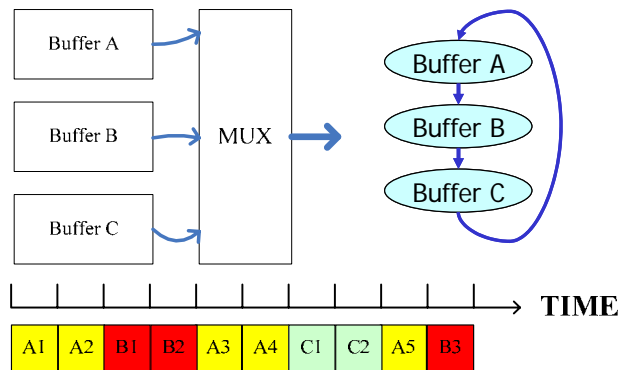 Buffer A
Buffer B
Buffer C
MUX
Buffer A
Buffer B
Buffer C
TIME
A1 A2 B1 B2 A3 A4 C1 C2 A5 B3